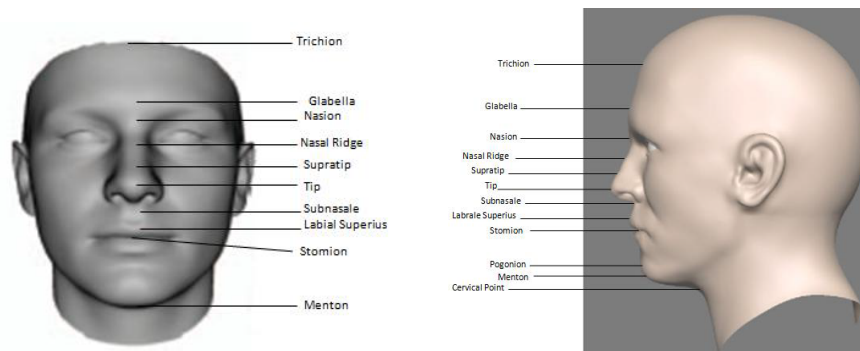 Trichion
Glabella
Nasion
Nasal Ridge
Supratip
Tip
Subnasale
Labial Superius
Stomion
Menton
Trichion
Glabella
Nasion
Nasal Ridge
Supratip
Tip
Subnasale
Labrale Superius
Stomion
Pogonion
Menton
Cervical Point